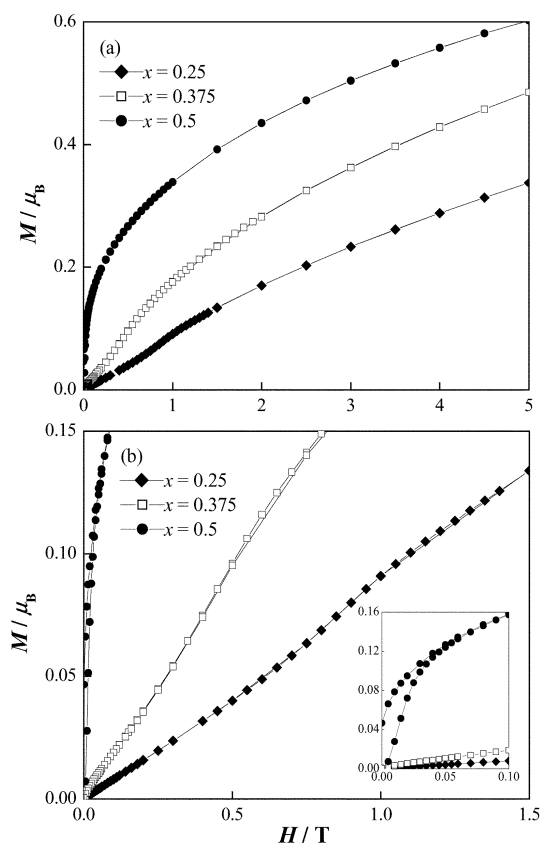 0.6
(a)
x = 0.25
x = 0.375
x = 0.5
0.4
M / μB
0.2
0.0
0 1 2 3 4 5
0.15
(b)
x = 0.25
x = 0.375
x = 0.5
0.10
M / μB
0.05
0.00
0.16
0.12
0.08
0.04
0.00
0.00 0.05 0.10
0.0 0.5 1.0 1.5
H / T